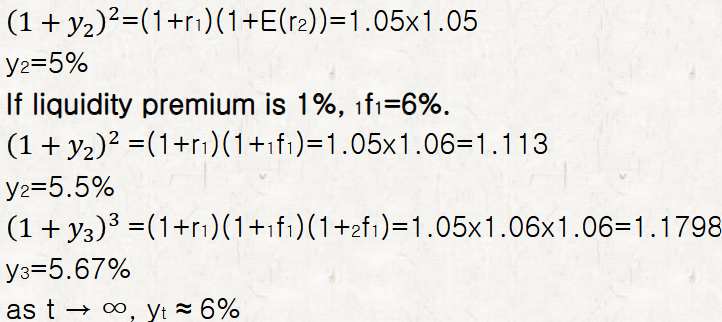 (1 + y₂)²=(1+r₁)(1+E(r₂))=1.05x1.05
y₂=5%
If liquidity premium is 1%, ₁f₁=6%.
(1 + y₂)² =(1+r₁)(1+₁f₁)=1.05x1.06=1.113
y₂=5.5%
(1 + y₃)³ =(1+r₁)(1+₁f₁)(1+₂f₁)=1.05x1.06x1.06=1.1798
y₃=5.67%
as t → ∞, yₜ ≈ 6%